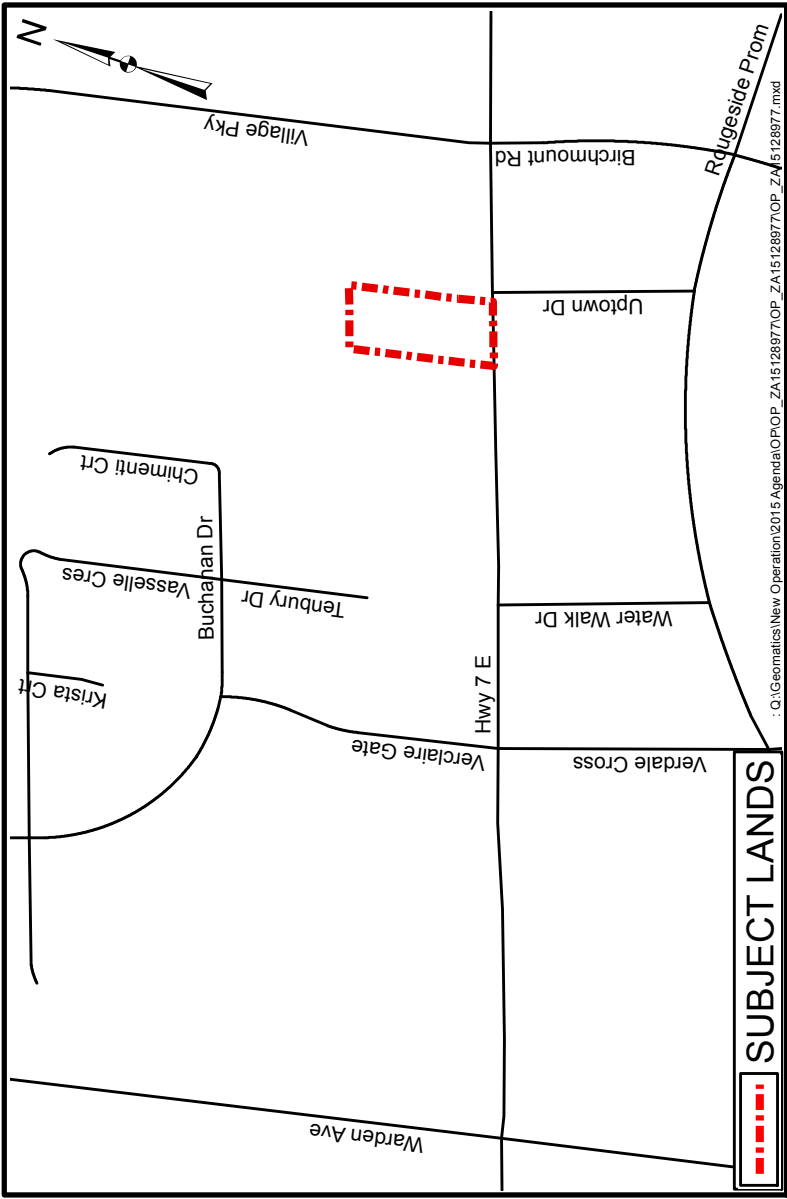 N
Village Pky
Birchmount Rd
Rougeside Prom
Uptown Dr
Chimenti Crt
Buchanan Dr
Vasselle Cres
Tenbury Dr
Water Walk Dr
Krista Crt
Hwy 7 E
Verclaire Gate
Verdale Cross
Warden Ave
SUBJECT LANDS
: Q:\Geomatics\New Operation\2015 Agenda\OP\OP_ZA15128977\OP_ZA15128977.mxd